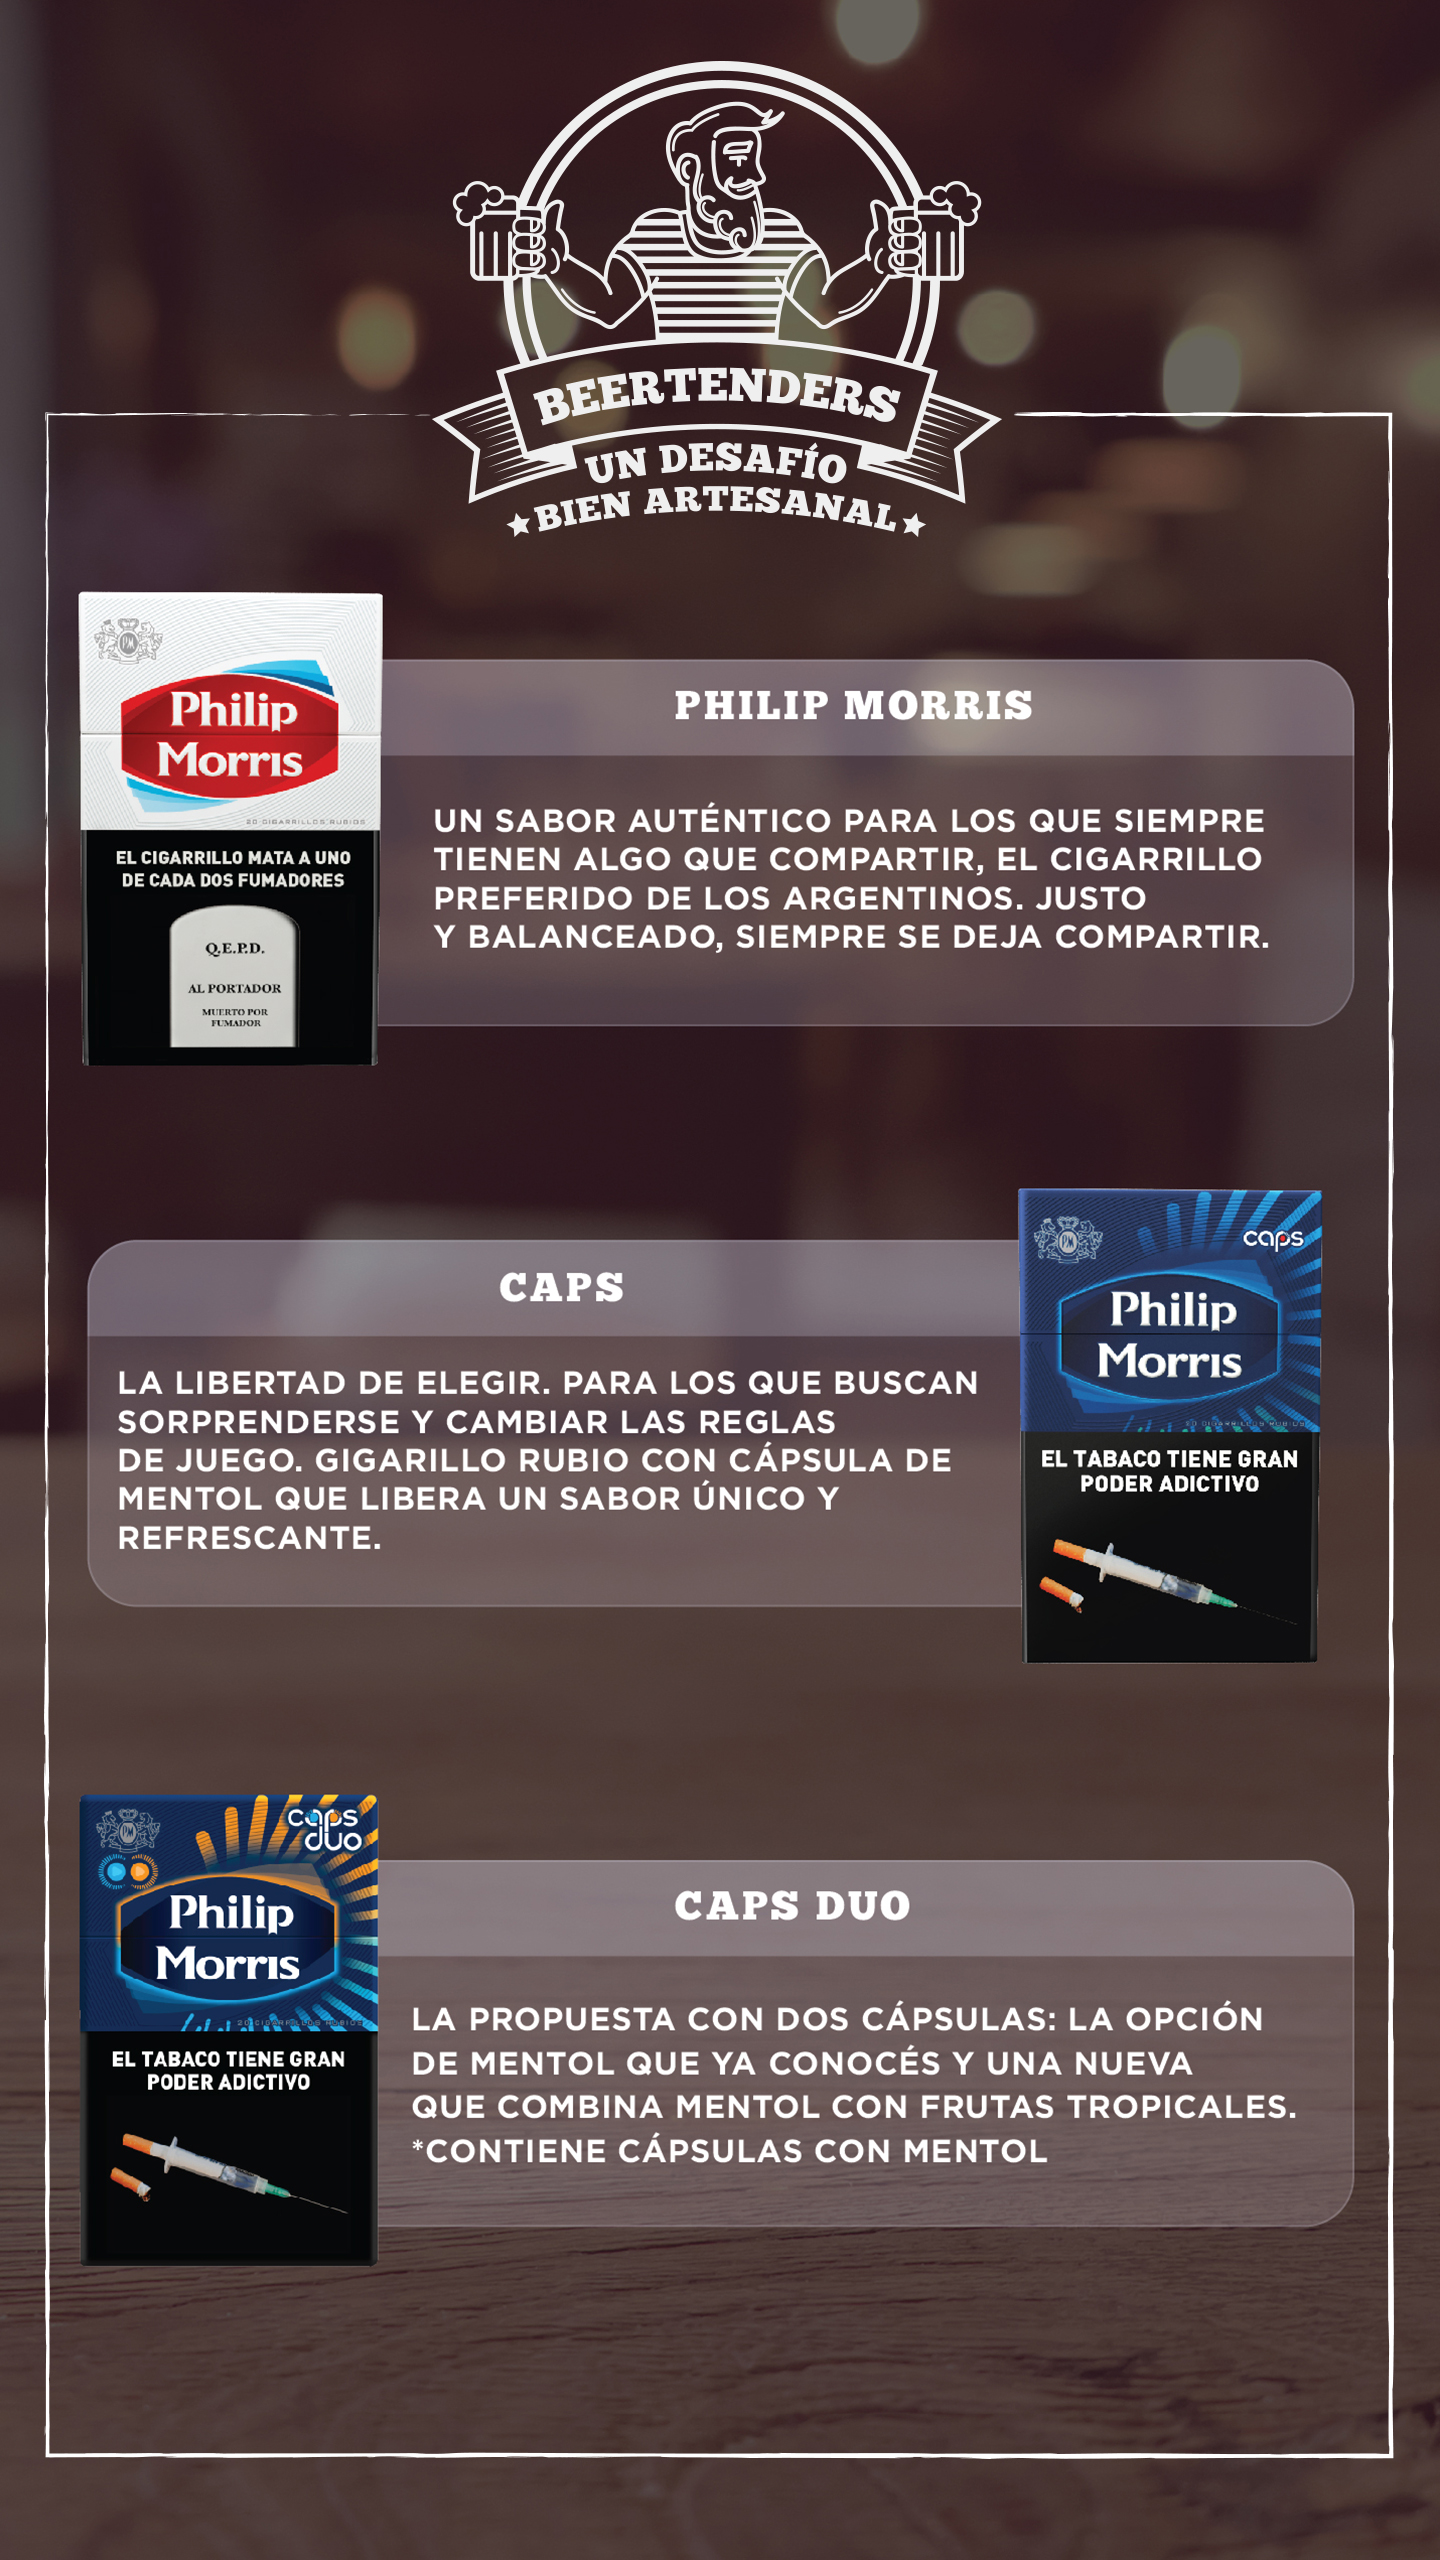 BEERTENDERS
UN DESAFÍO
BIEN ARTESANAL
PM
Philip
Morris
20 CIGARRILLOS RUBIOS
EL CIGARRILLO MATA A UNO
DE CADA DOS FUMADORES
Q.E.P.D.
AL PORTADOR
MUERTO POR
FUMADOR
PHILIP MORRIS
UN SABOR AUTÉNTICO PARA LOS QUE SIEMPRE
TIENEN ALGO QUE COMPARTIR, EL CIGARRILLO
PREFERIDO DE LOS ARGENTINOS. JUSTO
Y BALANCEADO, SIEMPRE SE DEJA COMPARTIR.
CAPS
LA LIBERTAD DE ELEGIR. PARA LOS QUE BUSCAN
SORPRENDERSE Y CAMBIAR LAS REGLAS
DE JUEGO. GIGARILLO RUBIO CON CÁPSULA DE
MENTOL QUE LIBERA UN SABOR ÚNICO Y
REFRESCANTE.
PM
caps
Philip
Morris
20 CIGARRILLOS RUBIOS
EL TABACO TIENE GRAN
PODER ADICTIVO
PM
caps
duo
Philip
Morris
20 CIGARRILLOS RUBIOS
EL TABACO TIENE GRAN
PODER ADICTIVO
CAPS DUO
LA PROPUESTA CON DOS CÁPSULAS: LA OPCIÓN
DE MENTOL QUE YA CONOCÉS Y UNA NUEVA
QUE COMBINA MENTOL CON FRUTAS TROPICALES.
*CONTIENE CÁPSULAS CON MENTOL